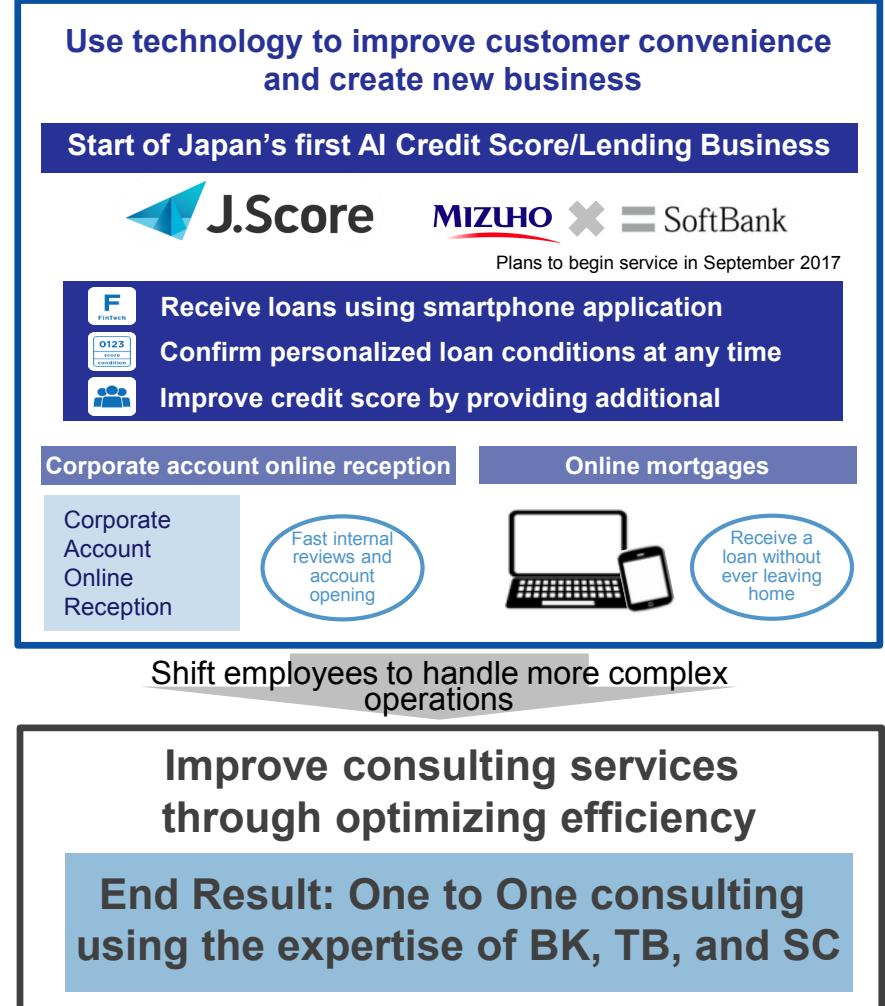 Use technology to improve customer convenience
and create new business
Start of Japan's first AI Credit Score/Lending Business
J.Score
MIZUHO
SoftBank
Plans to begin service in September 2017
F
FinTech
Receive loans using smartphone application
0123
score
condition
Confirm personalized loan conditions at any time
Improve credit score by providing additional
Corporate account online reception
Online mortgages
Corporate
Account
Online
Reception
Fast internal
reviews and
account
opening
Receive a
loan without
ever leaving
home
Shift employees to handle more complex
operations
Improve consulting services
through optimizing efficiency
End Result: One to One consulting
using the expertise of BK, TB, and SC